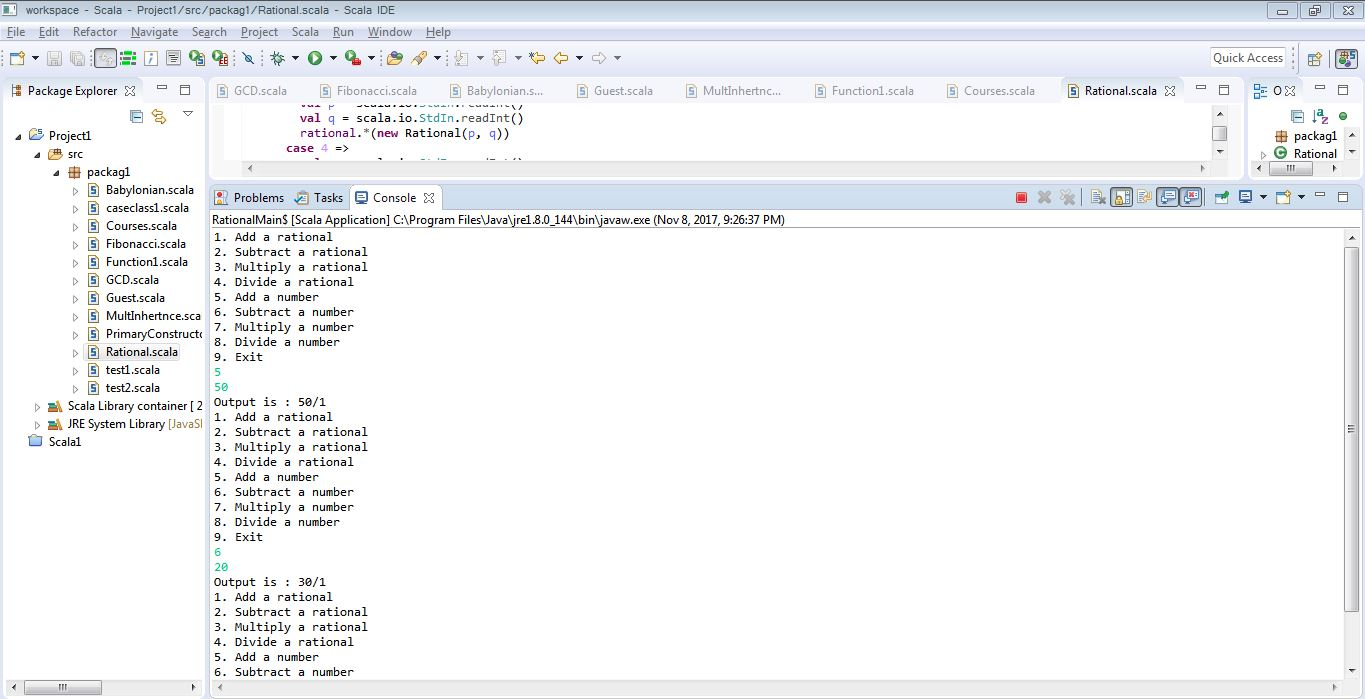 workspace - Scala - Project1/src/packag1/Rational.scala - Scala IDE
File Edit Refactor Navigate Search Project Scala Run Window Help
Quick Access
Package Explorer
GCD.scala Fibonacci.scala Babylonian.s... Guest.scala MultInhertnc... Function1.scala Courses.scala Rational.scala O
val p = scala.io.StdIn.readInt()
val q = scala.io.StdIn.readInt()
rational.*(new Rational(p, q))
case 4 =>
packag1
Rational
Project1
src
packag1
Babylonian.scala
caseclass1.scala
Courses.scala
Fibonacci.scala
Function1.scala
GCD.scala
Guest.scala
MultInhertnce.sca
PrimaryConstructo
Rational.scala
test1.scala
test2.scala
Scala Library container [ 2
JRE System Library [JavaS
Scala1
Problems Tasks Console
RationalMain$ [Scala Application] C:\Program Files\Java\jre1.8.0_144\bin\javaw.exe (Nov 8, 2017, 9:26:37 PM)
1. Add a rational
2. Subtract a rational
3. Multiply a rational
4. Divide a rational
5. Add a number
6. Subtract a number
7. Multiply a number
8. Divide a number
9. Exit
5
50
Output is : 50/1
1. Add a rational
2. Subtract a rational
3. Multiply a rational
4. Divide a rational
5. Add a number
6. Subtract a number
7. Multiply a number
8. Divide a number
9. Exit
6
20
Output is : 30/1
1. Add a rational
2. Subtract a rational
3. Multiply a rational
4. Divide a rational
5. Add a number
6. Subtract a number